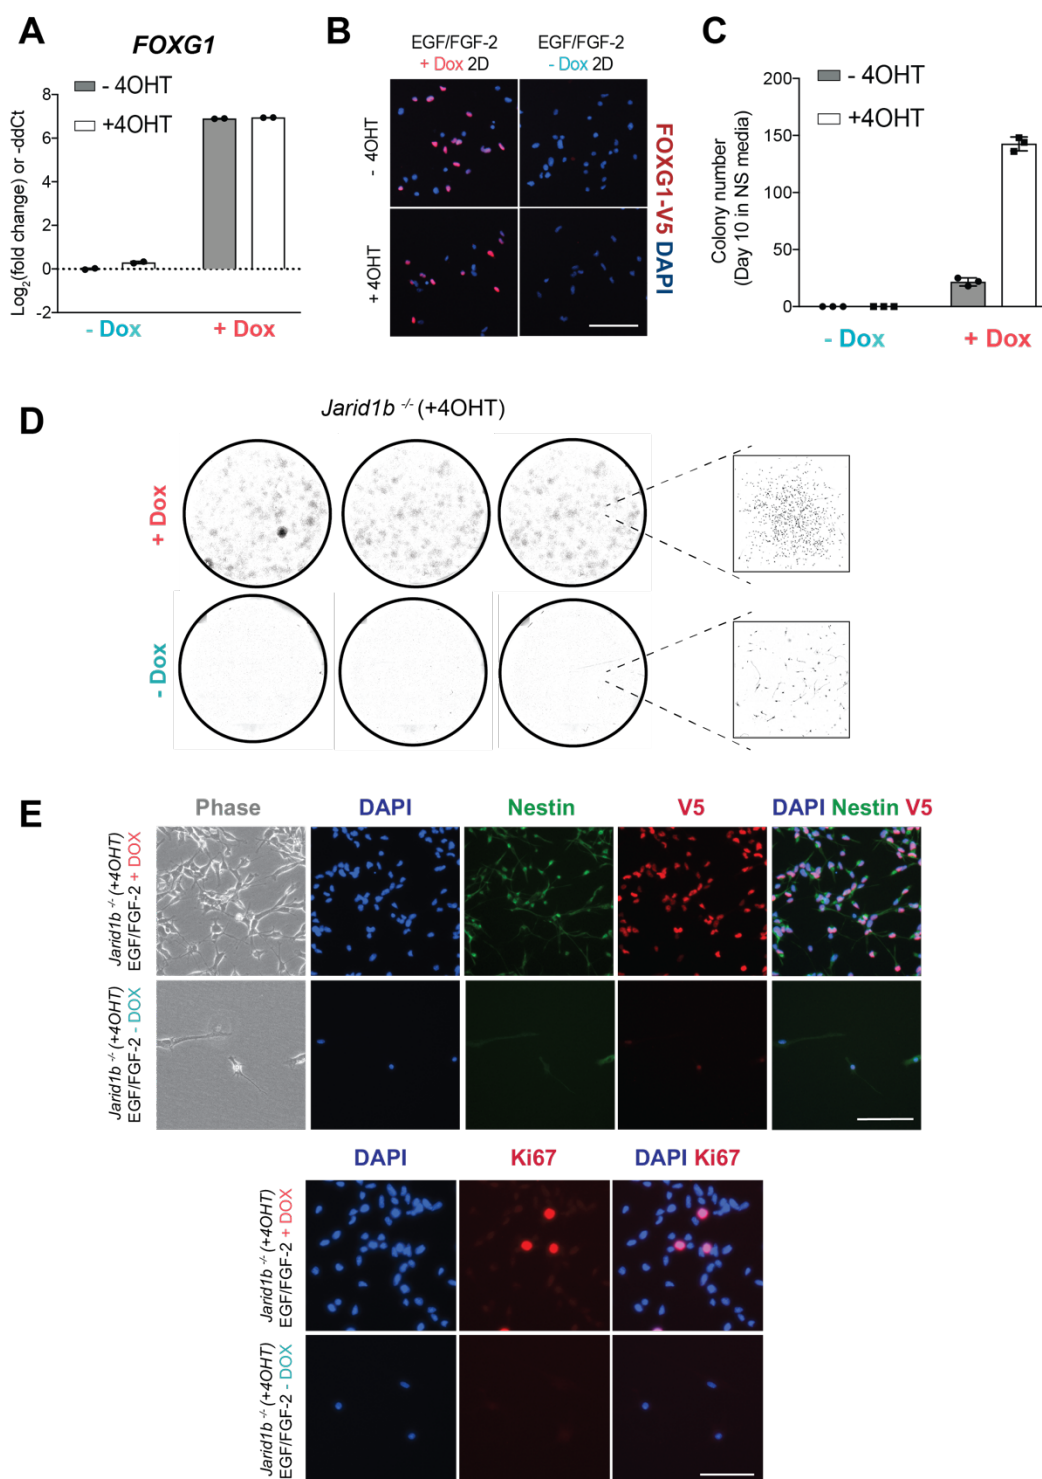 A
FOXG1
- 4OHT
+4OHT
Log2(fold change) or -ddCt
8
6
4
2
0
-2
- Dox
+ Dox
B
EGF/FGF-2
+ Dox 2D
EGF/FGF-2
- Dox 2D
- 4OHT
+ 4OHT
FOXG1-V5 DAPI
C
- 4OHT
+4OHT
Colony number
(Day 10 in NS media)
200
150
100
50
0
- Dox
+ Dox
D
Jarid1b -/- (+4OHT)
+ Dox
- Dox
E
Phase
DAPI
Nestin
V5
DAPI Nestin V5
Jarid1b -/- (+4OHT)
EGF/FGF-2 + DOX
Jarid1b -/- (+4OHT)
EGF/FGF-2 - DOX
DAPI
Ki67
DAPI Ki67
Jarid1b -/- (+4OHT)
EGF/FGF-2 + DOX
Jarid1b -/- (+4OHT)
EGF/FGF-2 - DOX